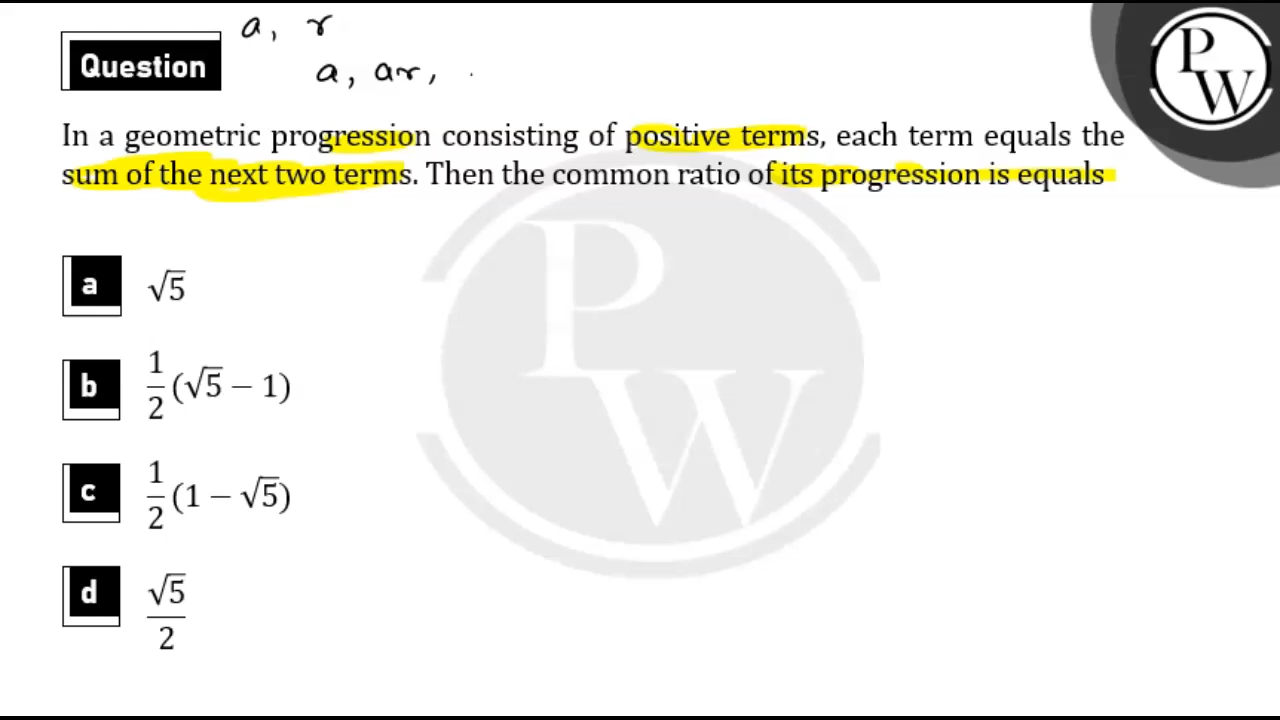 a, r
Question
a, ar,
In a geometric progression consisting of positive terms, each term equals the
sum of the next two terms. Then the common ratio of its progression is equals
a √5
b 1/2 (√5 − 1)
c 1/2 (1 − √5)
d √5/2
PW
PW